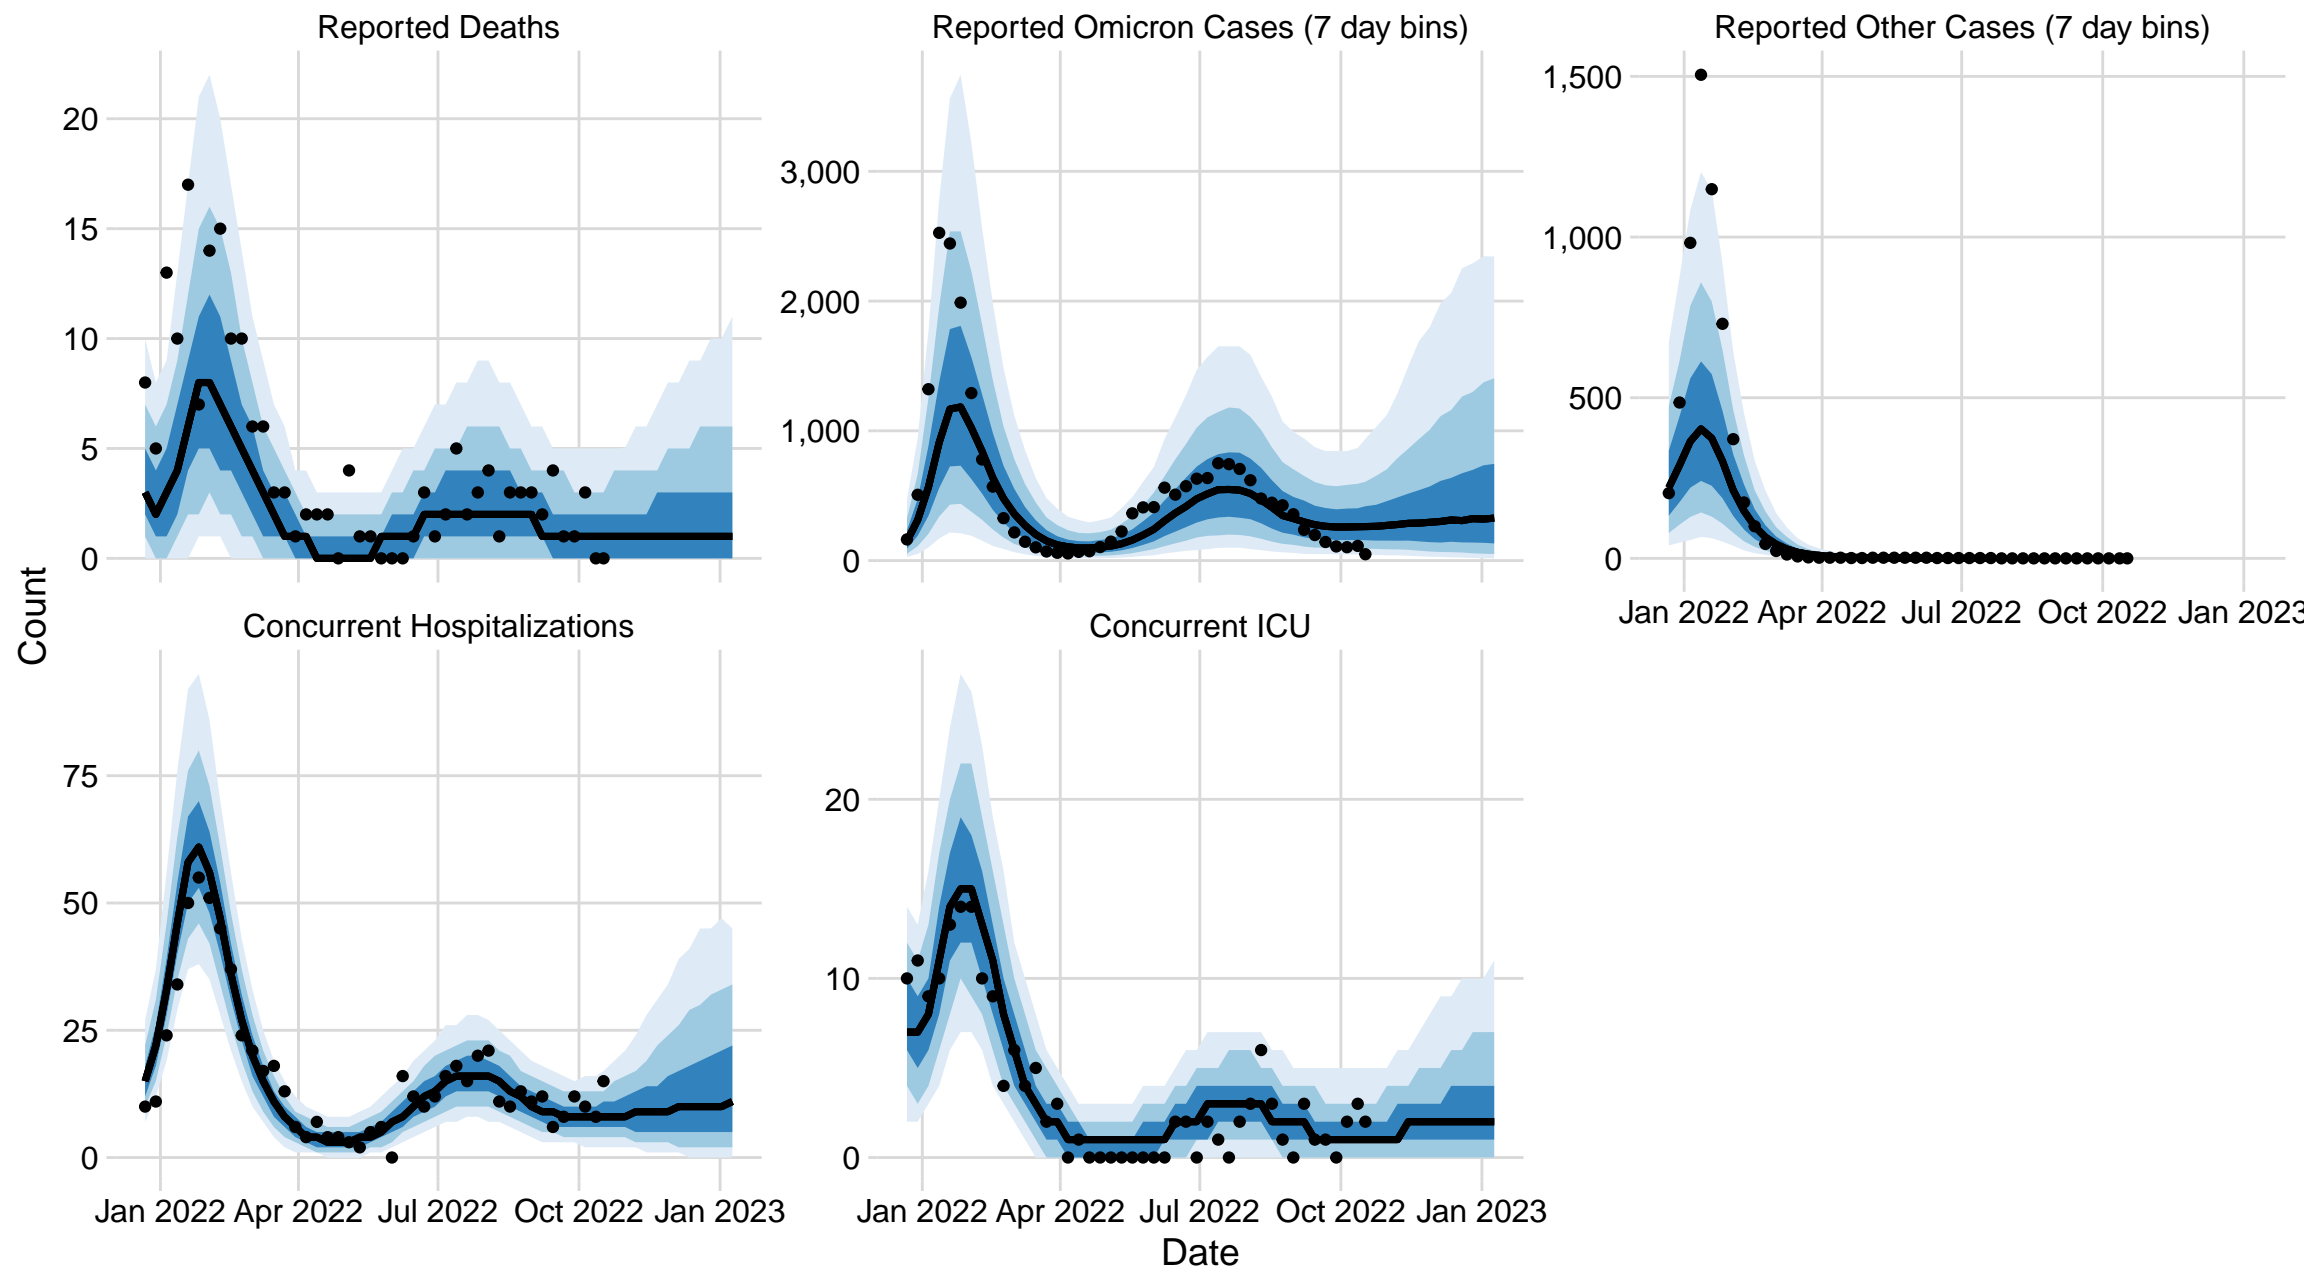 Reported Deaths
Reported Omicron Cases (7 day bins)
Reported Other Cases (7 day bins)
20
15
10
5
0
3,000
2,000
1,000
0
1,500
1,000
500
0
Jan 2022 Apr 2022 Jul 2022 Oct 2022 Jan 2023
Count
Concurrent Hospitalizations
Concurrent ICU
75
50
25
0
20
10
0
Jan 2022 Apr 2022 Jul 2022 Oct 2022 Jan 2023
Jan 2022 Apr 2022 Jul 2022 Oct 2022 Jan 2023
Date